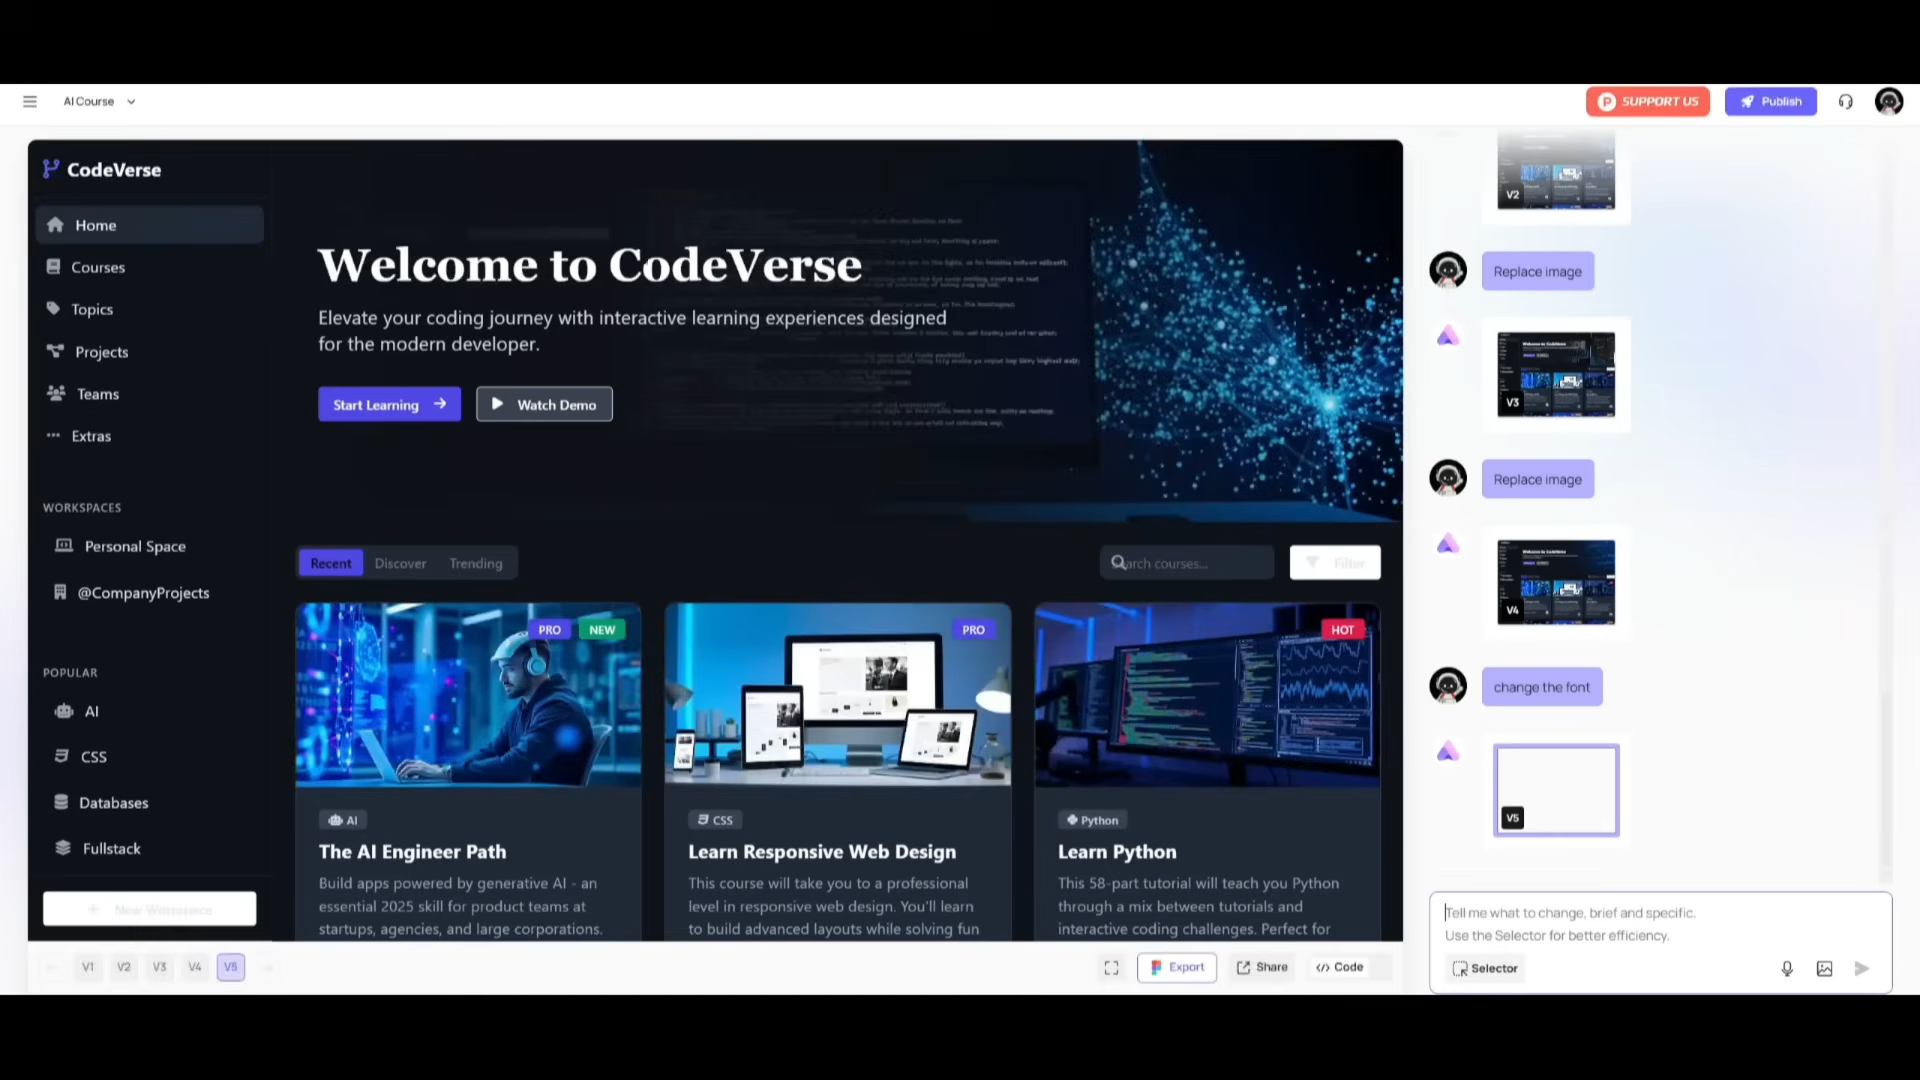 AI Course
SUPPORT US
Publish
CodeVerse
Home
Courses
Topics
Projects
Teams
Extras
WORKSPACES
Personal Space
@CompanyProjects
POPULAR
AI
CSS
Databases
Fullstack
New Workspace
Welcome to CodeVerse
Elevate your coding journey with interactive learning experiences designed
for the modern developer.
Start Learning
Watch Demo
Recent
Discover
Trending
arch courses...
Filter
PRO
NEW
AI
The AI Engineer Path
Build apps powered by generative AI - an
essential 2025 skill for product teams at
startups, agencies, and large corporations.
PRO
CSS
Learn Responsive Web Design
This course will take you to a professional
level in responsive web design. You'll learn
to build advanced layouts while solving fun
HOT
Python
Learn Python
This 58-part tutorial will teach you Python
through a mix between tutorials and
interactive coding challenges. Perfect for
V1
V2
V3
V4
V5
Export
Share
</> Code
V2
Replace image
V3
Replace image
V4
change the font
V5
Tell me what to change, brief and specific.
Use the Selector for better efficiency.
Selector